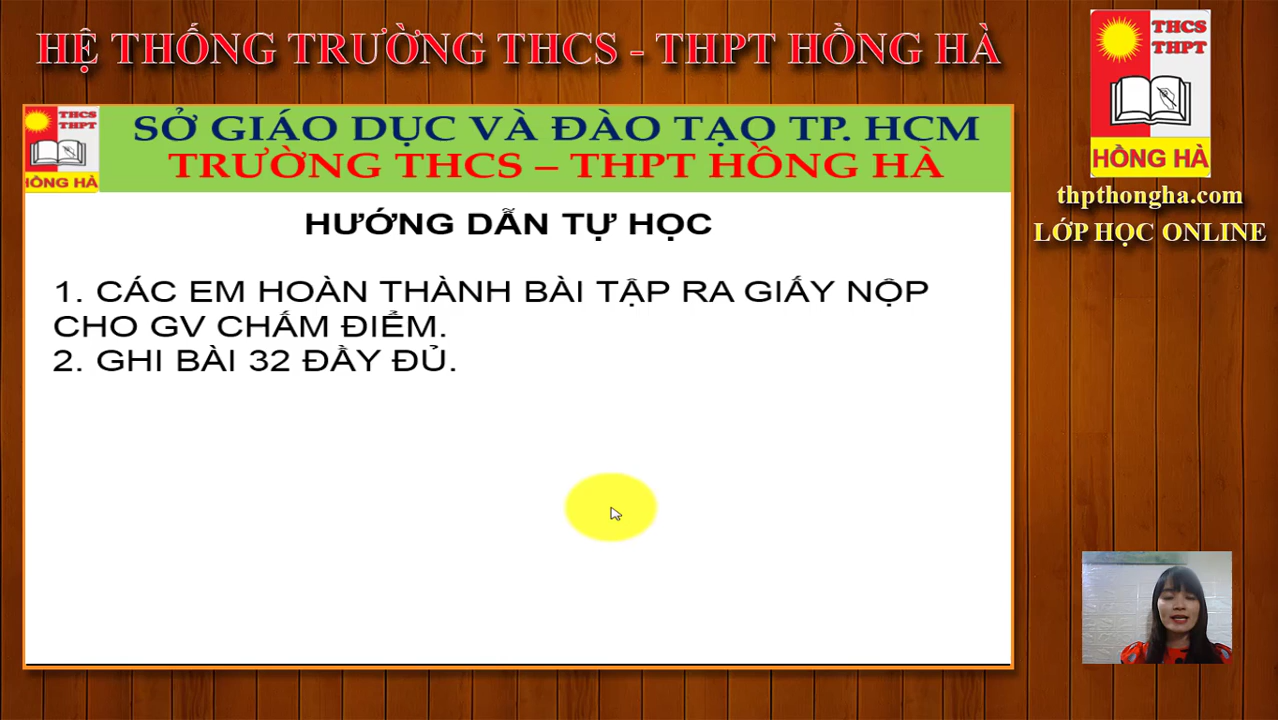 HỆ THỐNG TRƯỜNG THCS - THPT HỒNG HÀ
THCS
THPT
HỒNG HÀ
thpthongha.com
LỚP HỌC ONLINE
THCS
THPT
HỒNG HÀ
SỞ GIÁO DỤC VÀ ĐÀO TẠO TP. HCM
TRƯỜNG THCS – THPT HỒNG HÀ
HƯỚNG DẪN TỰ HỌC
1. CÁC EM HOÀN THÀNH BÀI TẬP RA GIẤY NỘP
CHO GV CHẤM ĐIỂM.
2. GHI BÀI 32 ĐẦY ĐỦ.